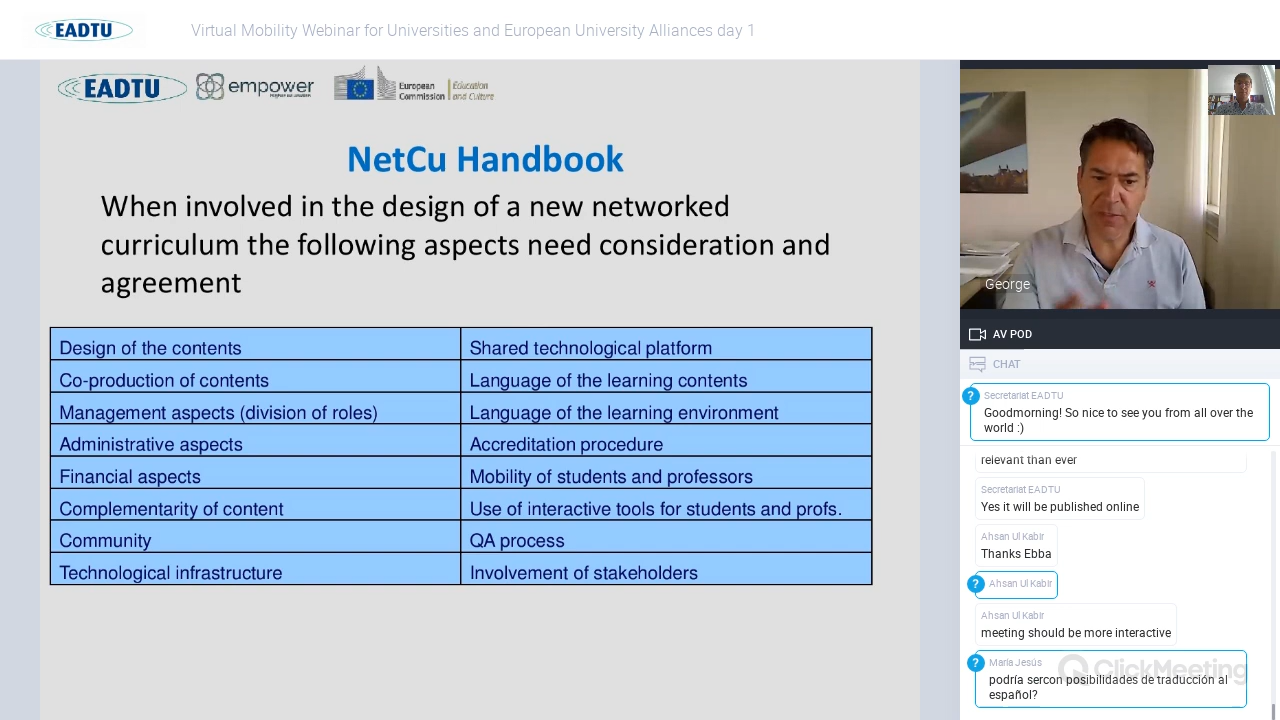 EADTU
Virtual Mobility Webinar for Universities and European University Alliances day 1
EADTU
empower
European
Commission
Education
and Culture
NetCu Handbook
When involved in the design of a new networked
curriculum the following aspects need consideration and
agreement
Design of the contents
Shared technological platform
Co-production of contents
Language of the learning contents
Management aspects (division of roles)
Language of the learning environment
Administrative aspects
Accreditation procedure
Financial aspects
Mobility of students and professors
Complementarity of content
Use of interactive tools for students and profs.
Community
QA process
Technological infrastructure
Involvement of stakeholders
George
AV POD
CHAT
?
Secretariat EADTU
Goodmorning! So nice to see you from all over the
world :)
relevant than ever
Secretariat EADTU
Yes it will be published online
Ahsan Ul Kabir
Thanks Ebba
?
Ahsan Ul Kabir
Ahsan Ul Kabir
meeting should be more interactive
?
María Jesús
ClickMeeting
podría sercon posibilidades de traducción al
español?